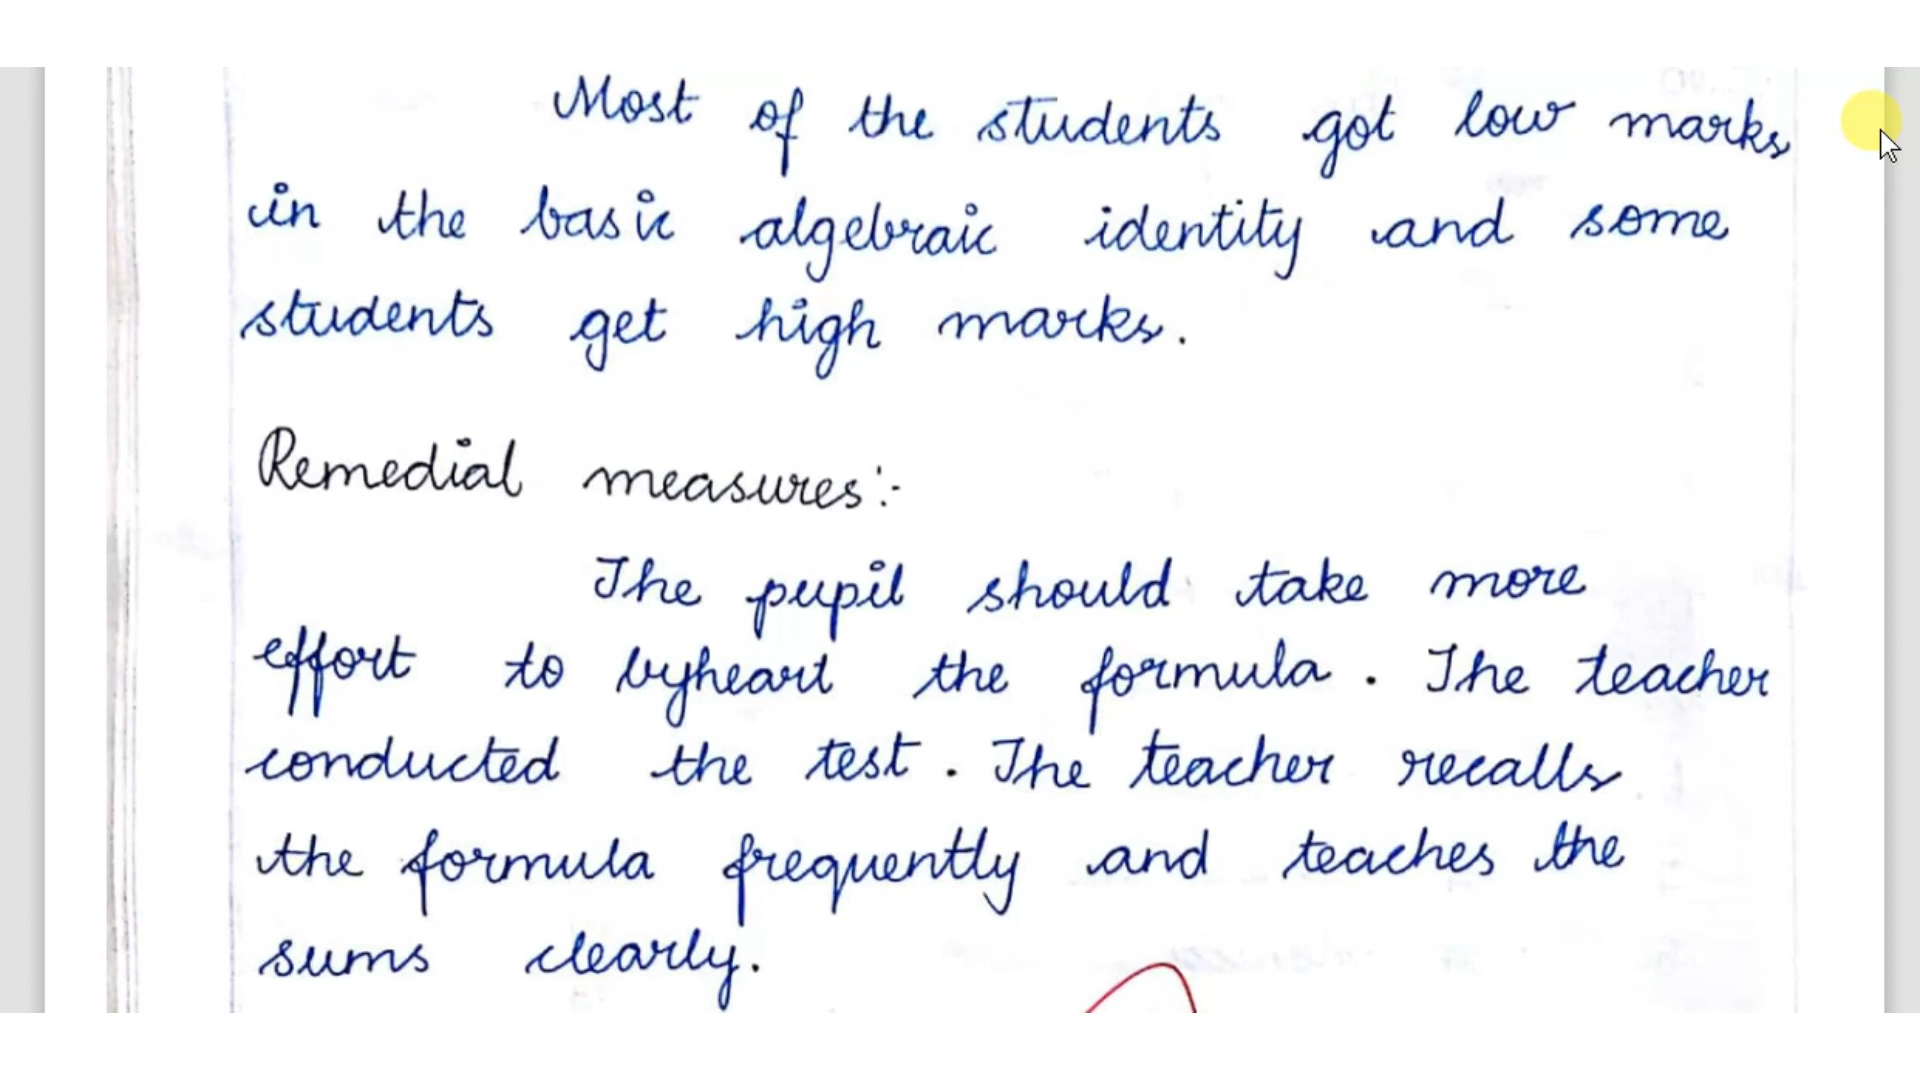 Most of the students got low marks
in the basic algebraic identity and some
students get high marks.
Remedial measures:-
The pupil should take more
effort to byheart the formula. The teacher
conducted the test. The teacher recalls
the formula frequently and teaches the
sums clearly.